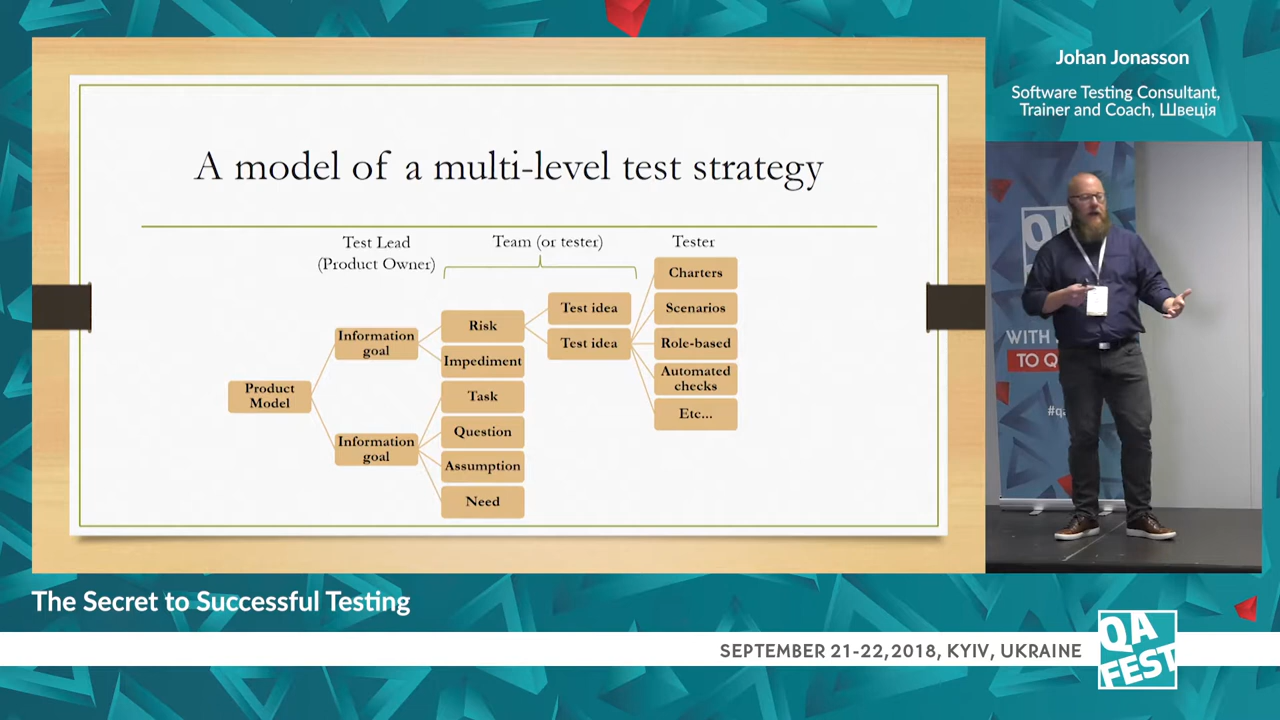 Johan Jonasson
Software Testing Consultant,
Trainer and Coach, Швеція
A model of a multi-level test strategy
Test Lead
(Product Owner)
Team (or tester)
Tester
Product
Model
Information
goal
Information
goal
Risk
Impediment
Task
Question
Assumption
Need
Test idea
Test idea
Charters
Scenarios
Role-based
Automated
checks
Etc...
QA
WITH
TO Q
#qa
The Secret to Successful Testing
SEPTEMBER 21-22,2018, KYIV, UKRAINE
QA
FEST